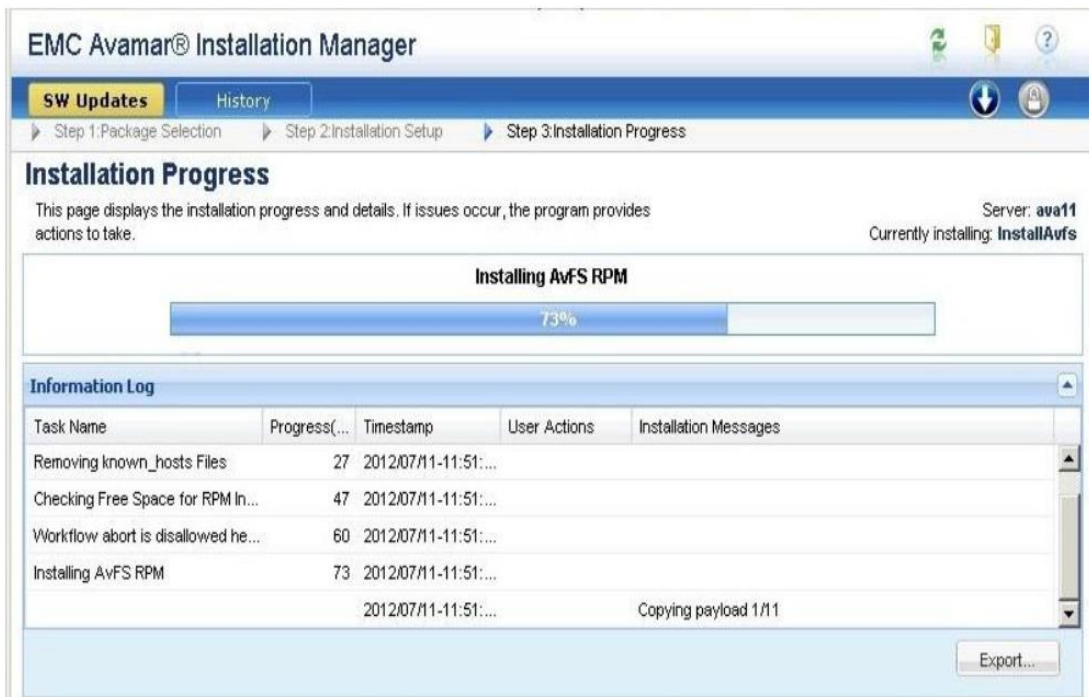 EMC Avamar® Installation Manager
SW Updates
History
Step 1:Package Selection
Step 2:Installation Setup
Step 3:Installation Progress
Installation Progress
This page displays the installation progress and details. If issues occur, the program provides
actions to take.
Server: ava11
Currently installing: InstallAvfs
Installing AvFS RPM
73%
Information Log
Task Name Progress(... Timestamp User Actions Installation Messages
Removing known_hosts Files 27 2012/07/11-11:51:...
Checking Free Space for RPM In... 47 2012/07/11-11:51:...
Workflow abort is disallowed he... 60 2012/07/11-11:51:...
Installing AvFS RPM 73 2012/07/11-11:51:...
2012/07/11-11:51:... Copying payload 1/11
Export...